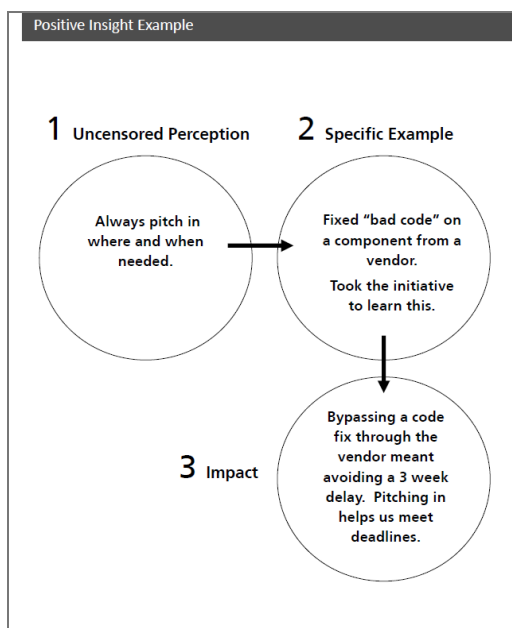 Positive Insight Example
1 Uncensored Perception
2 Specific Example
Always pitch in
where and when
needed.
Fixed “bad code” on
a component from a
vendor.
Took the initiative
to learn this.
3 Impact
Bypassing a code
fix through the
vendor meant
avoiding a 3 week
delay.  Pitching in
helps us meet
deadlines.